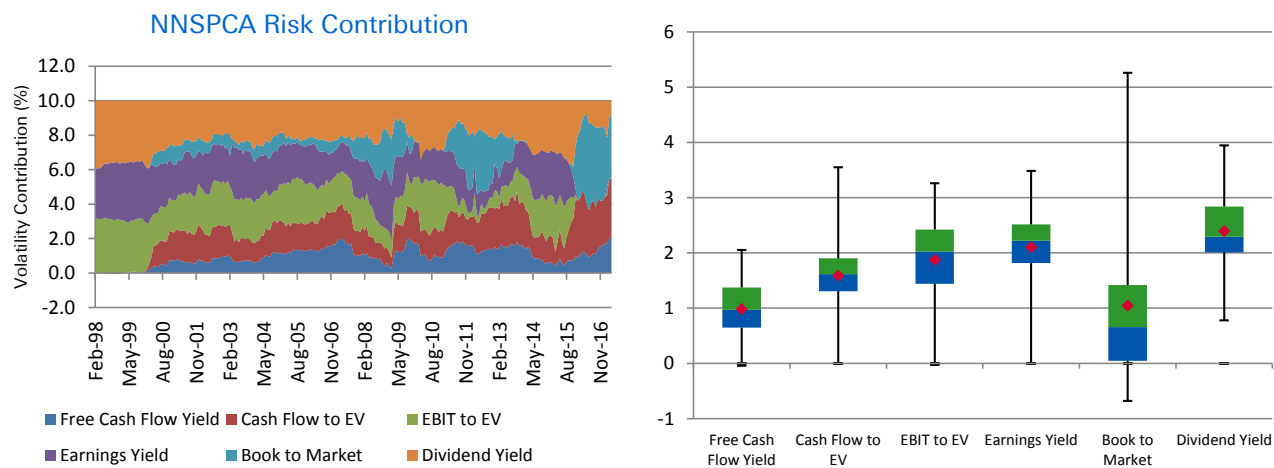 NNSPCA Risk Contribution
Volatility Contribution (%)
12.0
10.0
8.0
6.0
4.0
2.0
0.0
-2.0
Feb-98
May-99
Aug-00
Nov-01
Feb-03
May-04
Aug-05
Nov-06
Feb-08
May-09
Aug-10
Nov-11
Feb-13
May-14
Aug-15
Nov-16
Free Cash Flow Yield Cash Flow to EV EBIT to EV
Earnings Yield Book to Market Dividend Yield
6
5
4
3
2
1
0
-1
Free Cash Cash Flow to EBIT to EV Earnings Yield Book to Dividend Yield
Flow Yield EV Market